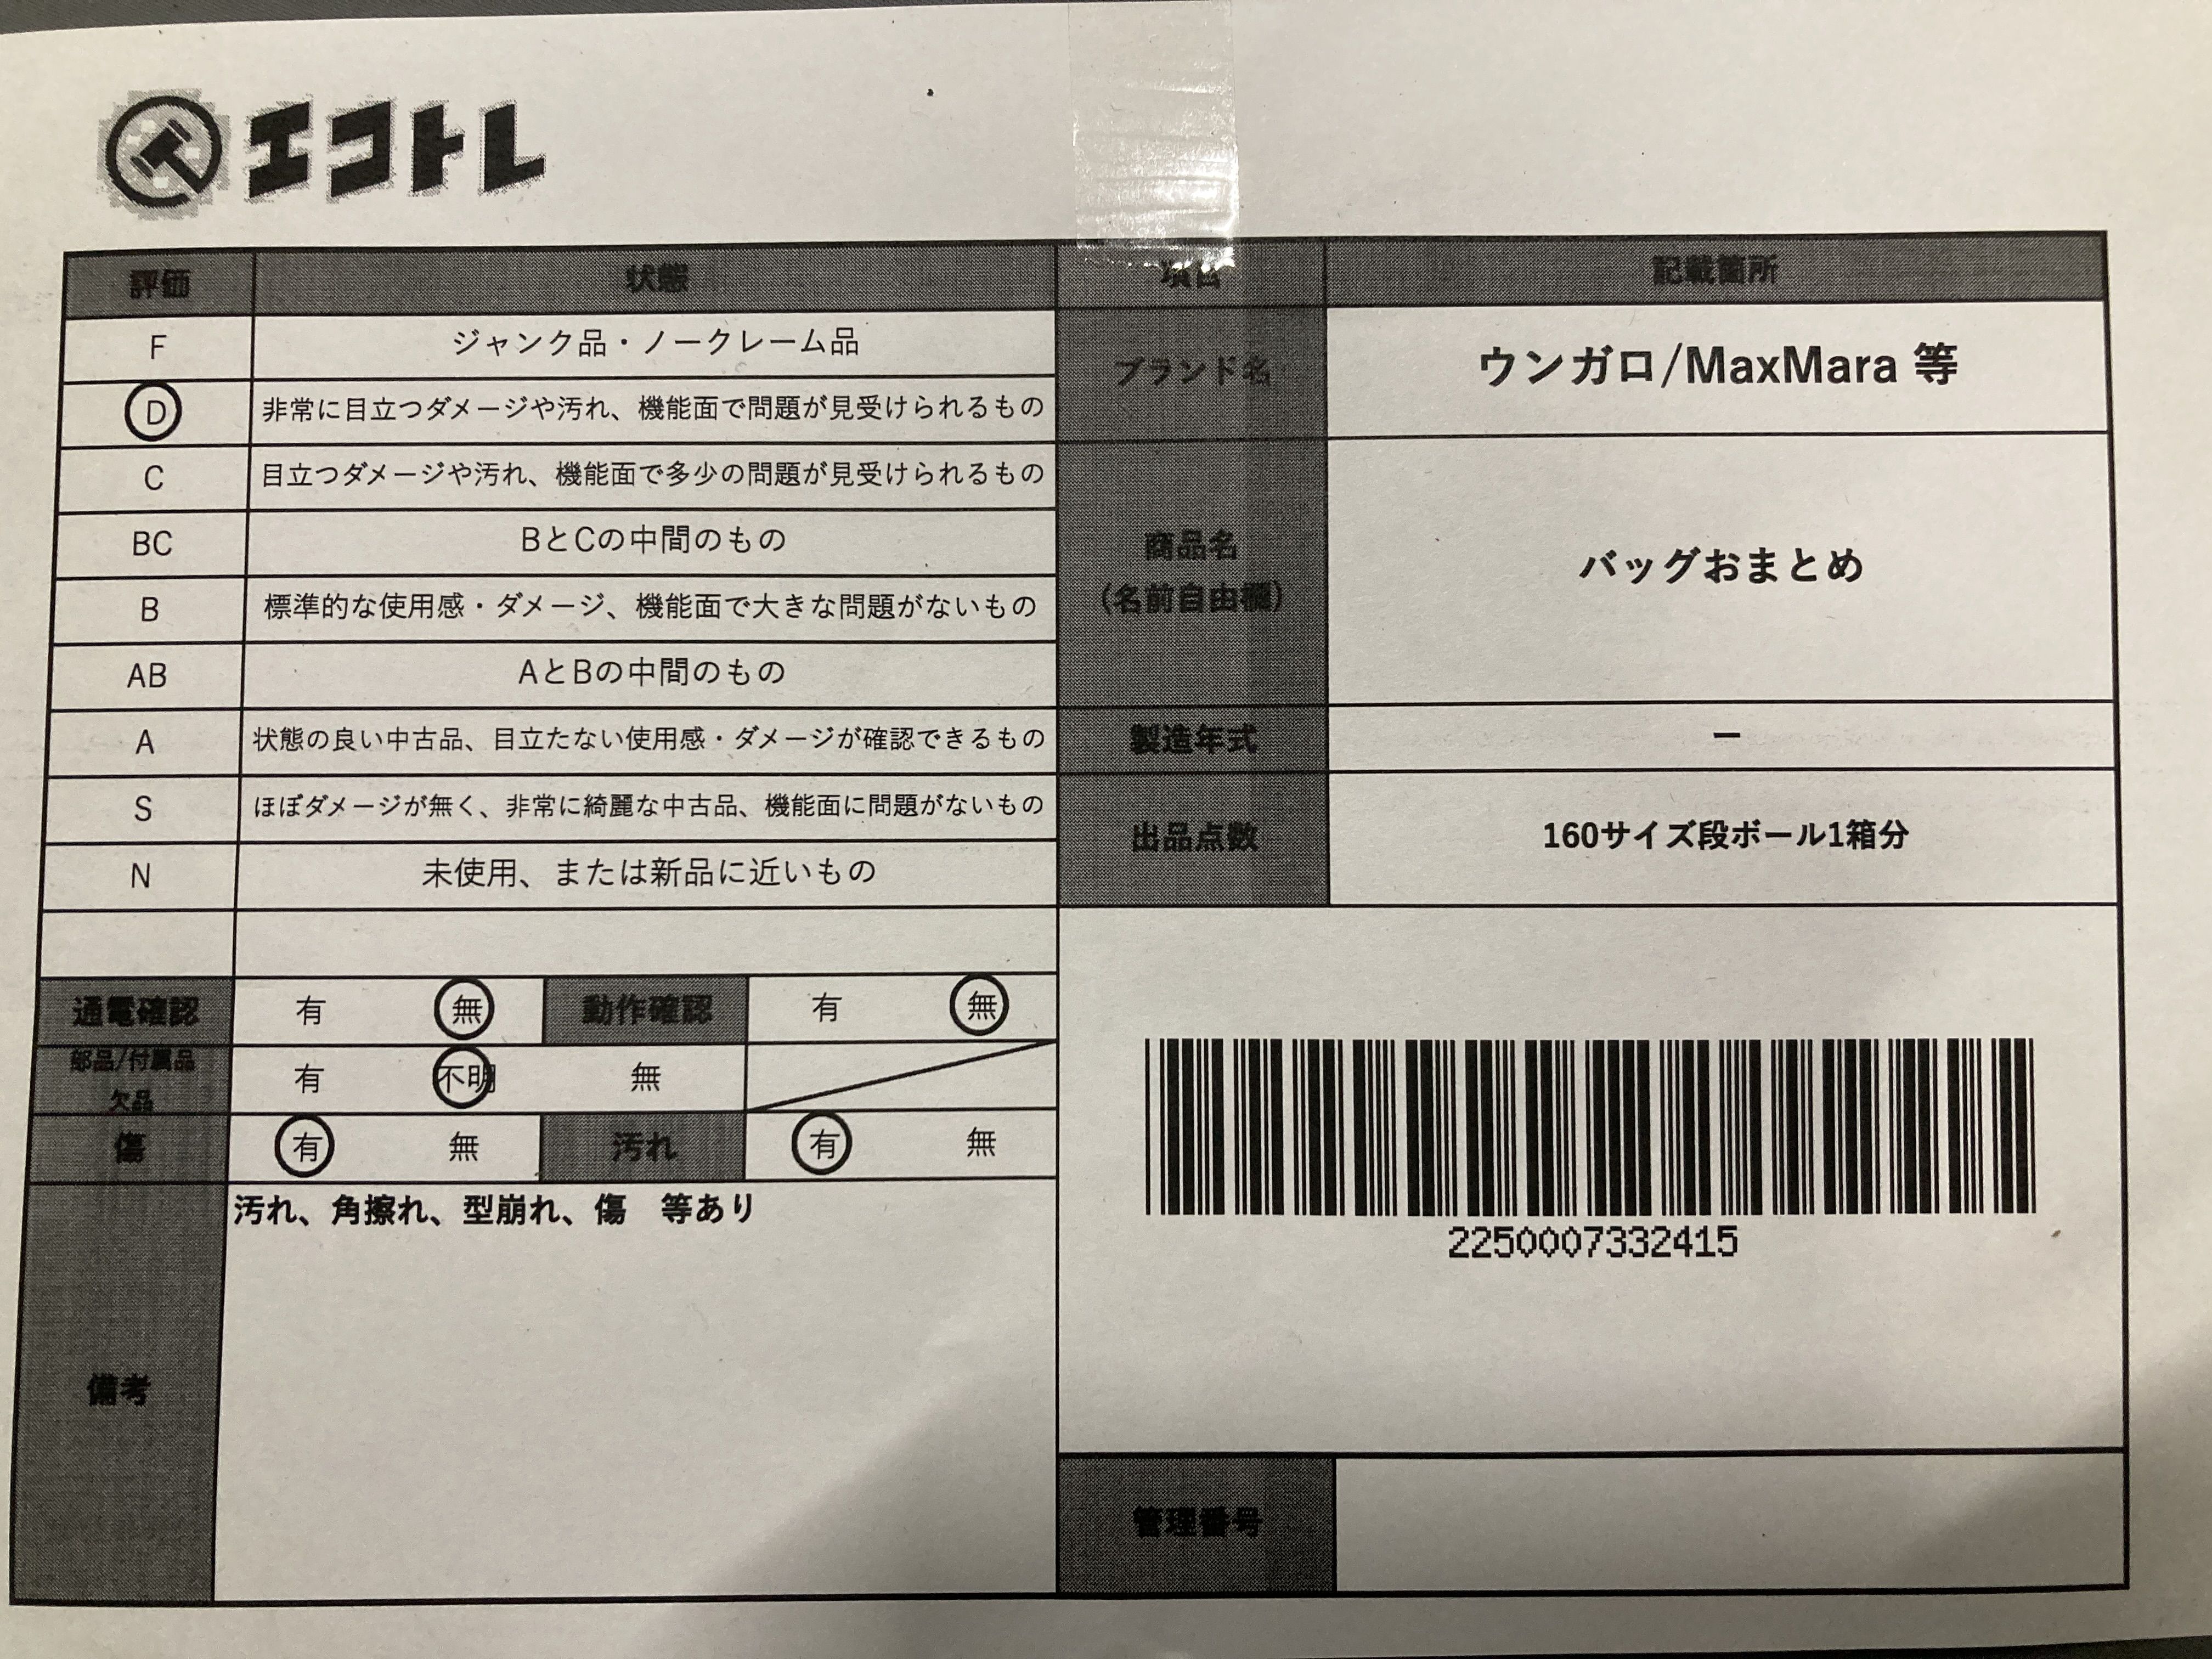 エコトレ
評価 状態 項目 記載箇所
F ジャンク品・ノークレーム品
D 非常に目立つダメージや汚れ、機能面で問題が見受けられるもの
C 目立つダメージや汚れ、機能面で多少の問題が見受けられるもの
BC BとCの中間のもの
B 標準的な使用感・ダメージ、機能面で大きな問題がないもの
AB AとBの中間のもの
A 状態の良い中古品、目立たない使用感・ダメージが確認できるもの
S ほぼダメージが無く、非常に綺麗な中古品、機能面に問題がないもの
N 未使用、または新品に近いもの
ブランド名 ウンガロ/MaxMara 等
商品名
(名前自由欄)
バッグおまとめ
製造年式 ー
出品点数 160サイズ段ボール1箱分
通電確認 有 無 動作確認 有 無
部品/付属品
欠品
有 不明 無
傷 有 無 汚れ 有 無
備考
汚れ、角擦れ、型崩れ、傷　等あり
2250007332415
管理番号